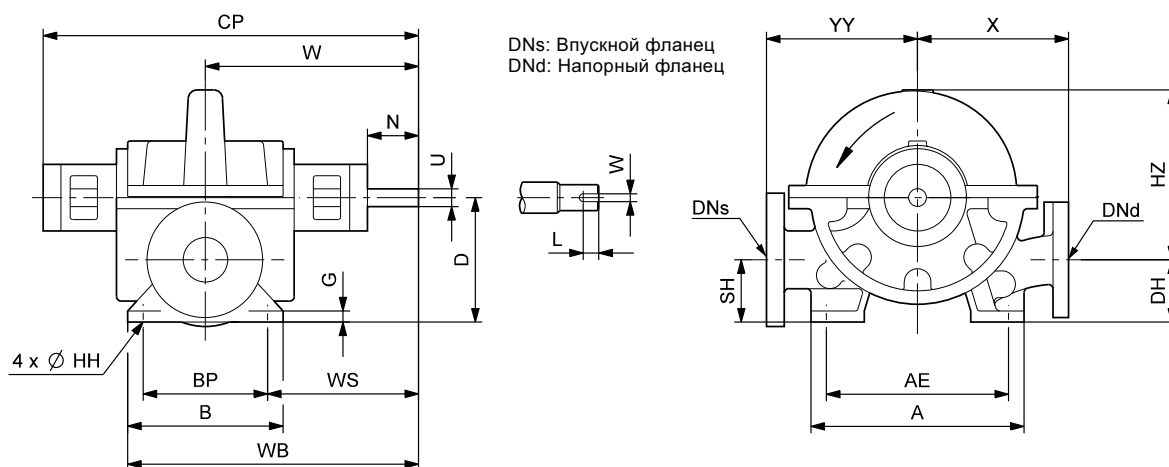 CP
W
DNs: Впускной фланец
DNd: Напорный фланец
YY
X
N
U
W
L
HZ
DNs
DNd
D
G
SH
DH
4 x Ø HH
BP
WS
B
WB
AE
A